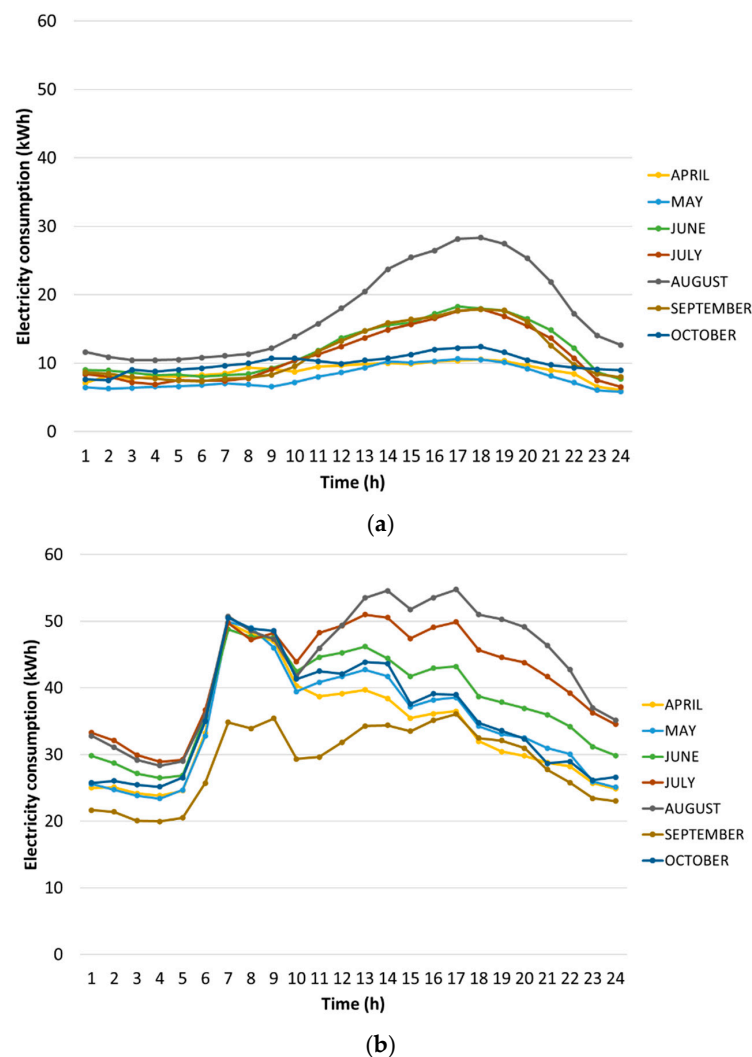 60
50
40
30
20
10
0
Electricity consumption (kWh)
1 2 3 4 5 6 7 8 9 10 11 12 13 14 15 16 17 18 19 20 21 22 23 24
Time (h)
APRIL
MAY
JUNE
JULY
AUGUST
SEPTEMBER
OCTOBER
(a)
60
50
40
30
20
10
0
Electricity consumption (kWh)
1 2 3 4 5 6 7 8 9 10 11 12 13 14 15 16 17 18 19 20 21 22 23 24
Time (h)
APRIL
MAY
JUNE
JULY
AUGUST
SEPTEMBER
OCTOBER
(b)